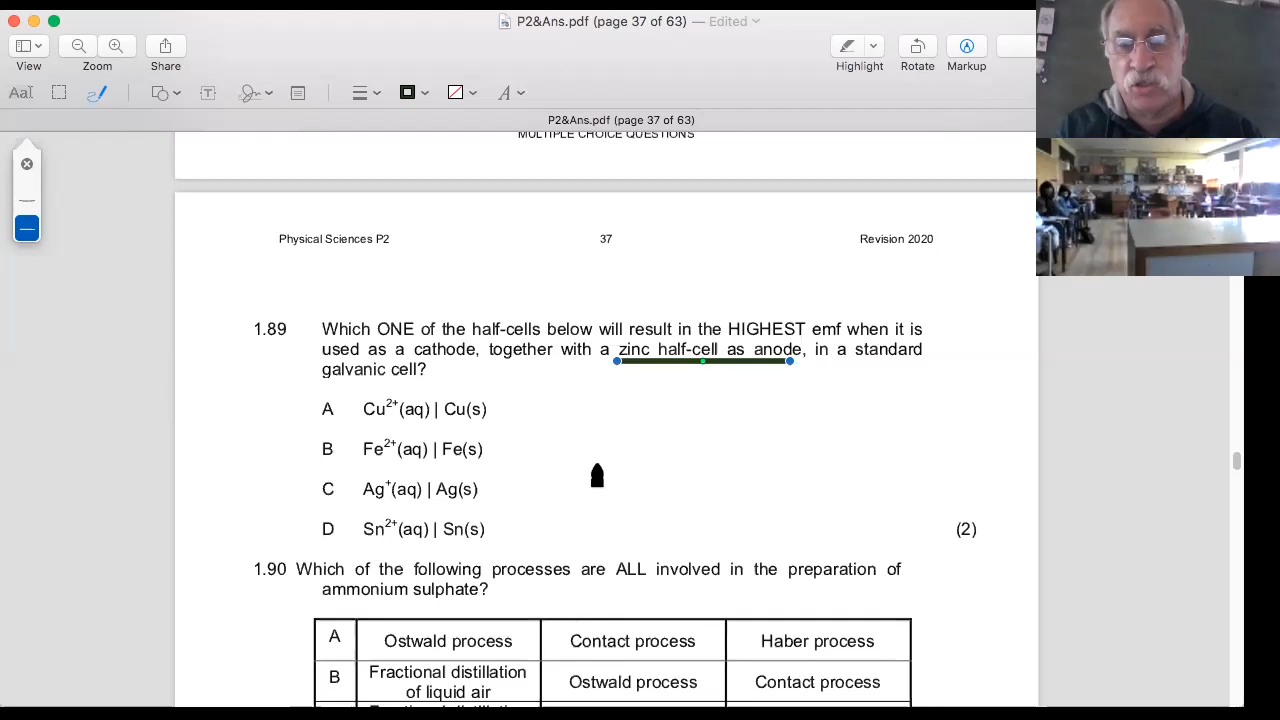 P2&Ans.pdf (page 37 of 63) — Edited
View
Zoom
Share
Highlight
Rotate
Markup
P2&Ans.pdf (page 37 of 63)
MULTIPLE CHOICE QUESTIONS
Physical Sciences P2 37 Revision 2020
1.89 Which ONE of the half-cells below will result in the HIGHEST emf when it is
used as a cathode, together with a zinc half-cell as anode, in a standard
galvanic cell?
A Cu²⁺(aq) | Cu(s)
B Fe²⁺(aq) | Fe(s)
C Ag⁺(aq) | Ag(s)
D Sn²⁺(aq) | Sn(s) (2)
1.90 Which of the following processes are ALL involved in the preparation of
ammonium sulphate?
A Ostwald process Contact process Haber process
B Fractional distillation of liquid air Ostwald process Contact process